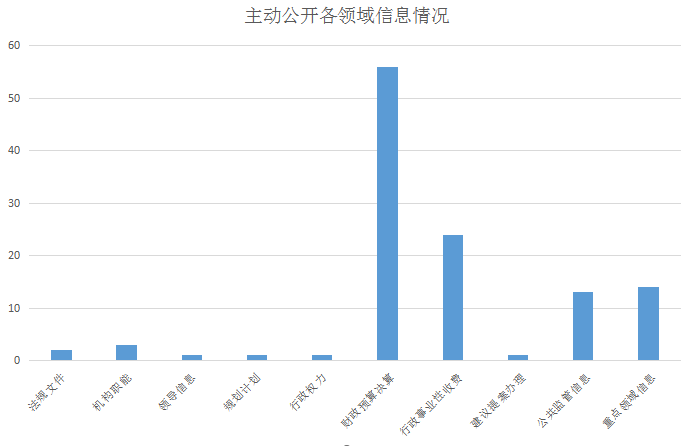 主动公开各领域信息情况
60
50
40
30
20
10
0
法规文件
机构职能
领导信息
规划计划
行政权力
财政预算决算
行政事业性收费
建议提案办理
公共监管信息
重点领域信息